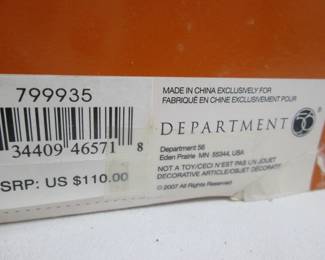 799935
34409 46571 8
SRP: US $110.00
MADE IN CHINA EXCLUSIVELY FOR
FABRIQUÉ EN CHINE EXCLUSIVEMENT POUR
DEPARTMENT 56
Department 56
Eden Prairie MN 55344, USA
NOT A TOY/CECI N'EST PAS UN JOUET
DECORATIVE ARTICLE/OBJET DÉCORATIF
© 2007 All Rights Reserved